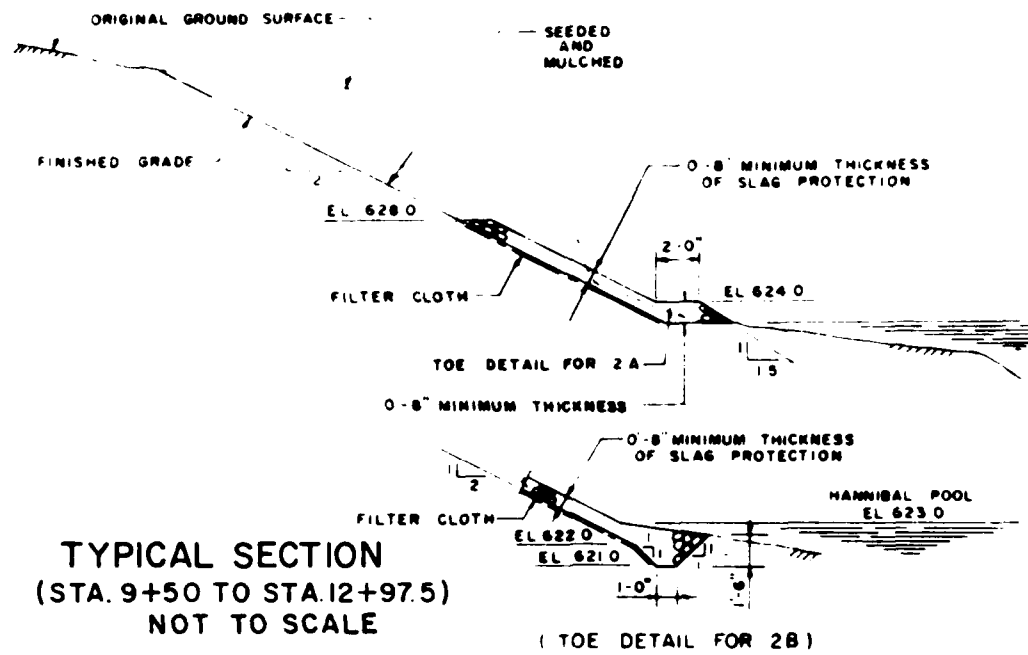 ORIGINAL GROUND SURFACE
SEEDED
AND
MULCHED
FINISHED GRADE
2
0-8" MINIMUM THICKNESS
OF SLAG PROTECTION
EL 628.0
2'-0"
FILTER CLOTH
EL 624.0
TOE DETAIL FOR 2A
1
1.5
0-8" MINIMUM THICKNESS
0'-8" MINIMUM THICKNESS
OF SLAG PROTECTION
1
2
HANNIBAL POOL
EL 623.0
FILTER CLOTH
EL 622.0
EL 621.0
1
1
1
1'-0"
TYPICAL SECTION
(STA. 9+50 TO STA. 12+97.5)
NOT TO SCALE
( TOE DETAIL FOR 2B )